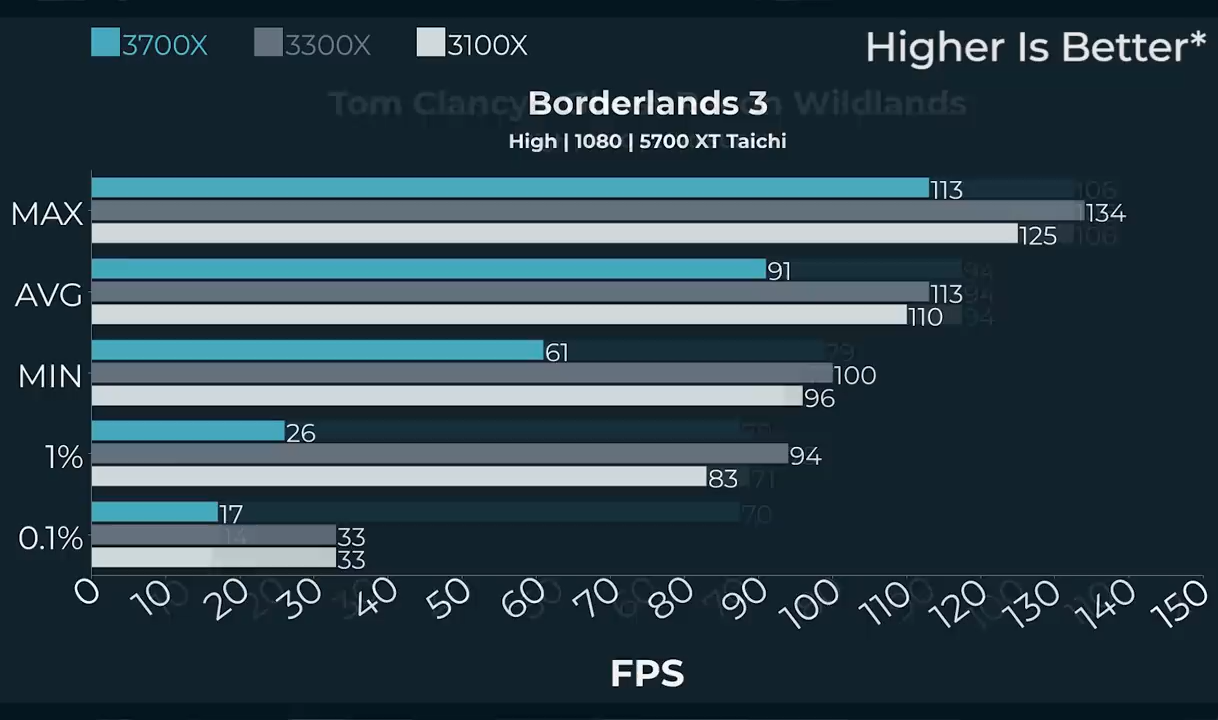 3700X 3300X 3100X
Higher Is Better*
Borderlands 3
High | 1080 | 5700 XT Taichi
113
MAX 134
125
91
AVG 113
110
61
MIN 100
96
26
1% 94
83
17
0.1% 33
33
0 10 20 30 40 50 60 70 80 90 100 110 120 130 140 150
FPS